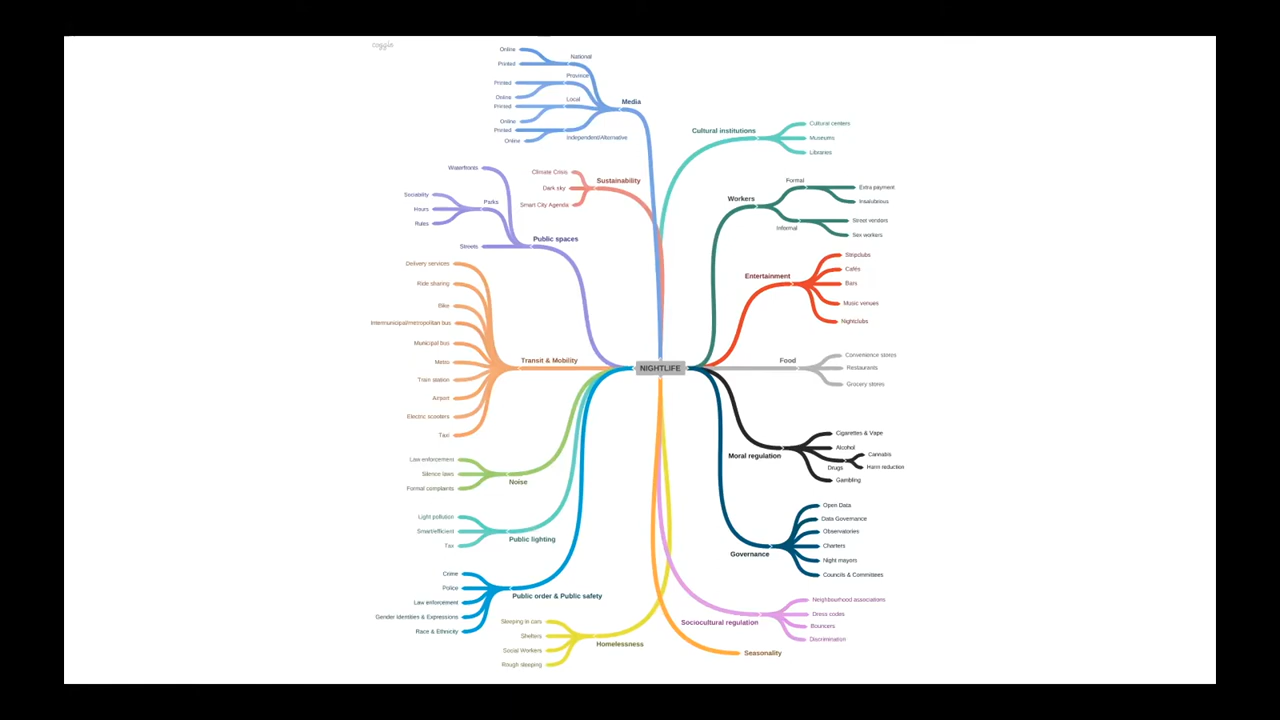 coggle
Online
National
Printed
Province
Printed
Online
Local
Printed
Online
Printed
Independent/Alternative
Online
Media
Cultural institutions
Cultural centers
Museums
Libraries
Waterfronts
Sociability
Parks
Hours
Rules
Streets
Public spaces
Climate Crisis
Dark sky
Smart City Agenda
Sustainability
Workers
Formal
Extra payment
Insalubrious
Informal
Street vendors
Sex workers
Entertainment
Stripclubs
Cafés
Bars
Music venues
Nightclubs
Delivery services
Ride sharing
Bike
Intermunicipal/metropolitan bus
Municipal bus
Metro
Train station
Airport
Electric scooters
Taxi
Transit & Mobility
NIGHTLIFE
Food
Convenience stores
Restaurants
Grocery stores
Moral regulation
Cigarettes & Vape
Alcohol
Drugs
Cannabis
Harm reduction
Gambling
Law enforcement
Silence laws
Formal complaints
Noise
Light pollution
Smart/efficient
Tax
Public lighting
Governance
Open Data
Data Governance
Observatories
Charters
Night mayors
Councils & Committees
Crime
Police
Law enforcement
Gender Identities & Expressions
Race & Ethnicity
Public order & Public safety
Sociocultural regulation
Neighbourhood associations
Dress codes
Bouncers
Discrimination
Sleeping in cars
Shelters
Social Workers
Rough sleeping
Homelessness
Seasonality